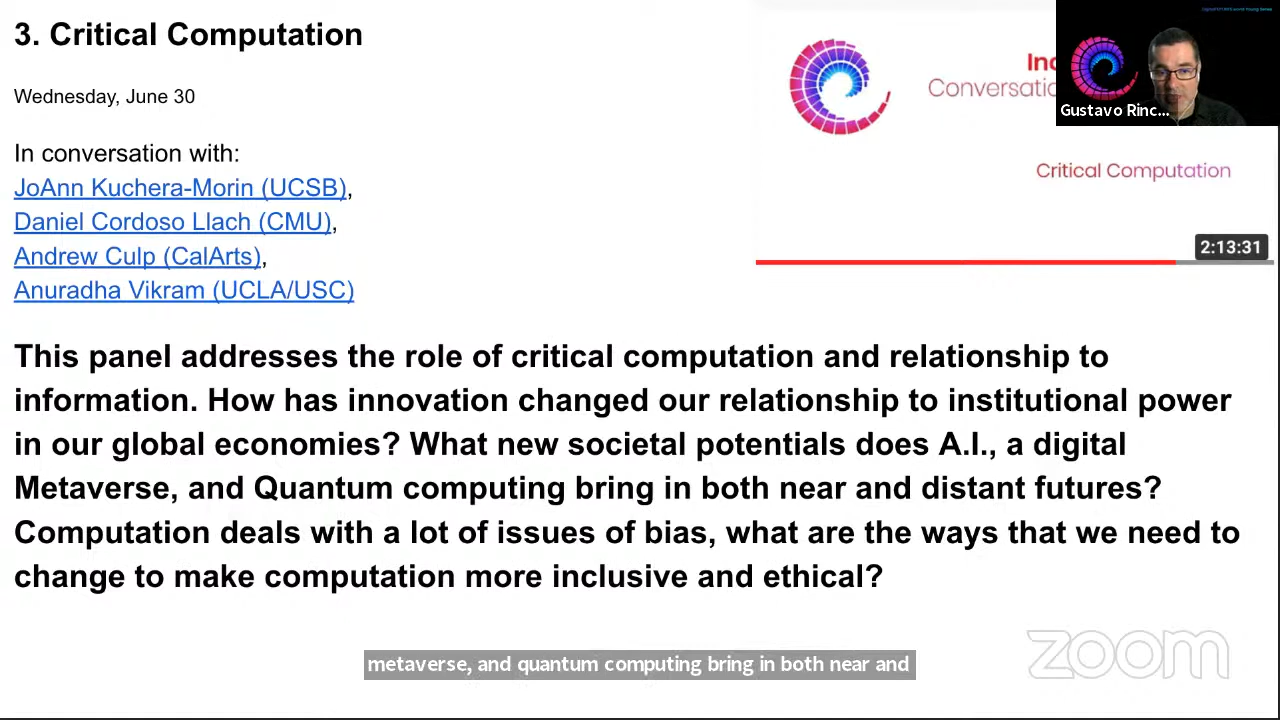 3. Critical Computation
Wednesday, June 30
In conversation with:
JoAnn Kuchera-Morin (UCSB),
Daniel Cordoso Llach (CMU),
Andrew Culp (CalArts),
Anuradha Vikram (UCLA/USC)
Conversatio
Critical Computation
2:13:31
Gustavo Rinc...
This panel addresses the role of critical computation and relationship to
information. How has innovation changed our relationship to institutional power
in our global economies? What new societal potentials does A.I., a digital
Metaverse, and Quantum computing bring in both near and distant futures?
Computation deals with a lot of issues of bias, what are the ways that we need to
change to make computation more inclusive and ethical?
zoom
metaverse, and quantum computing bring in both near and